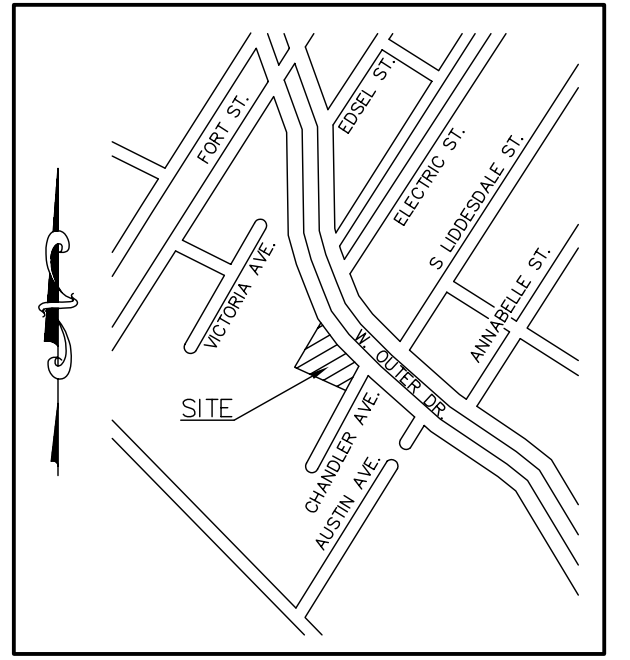 FORT ST.
EDSEL ST.
ELECTRIC ST.
S LIDDESDALE ST.
VICTORIA AVE.
ANNABELLE ST.
W. OUTER DR.
SITE
CHANDLER AVE.
AUSTIN AVE.